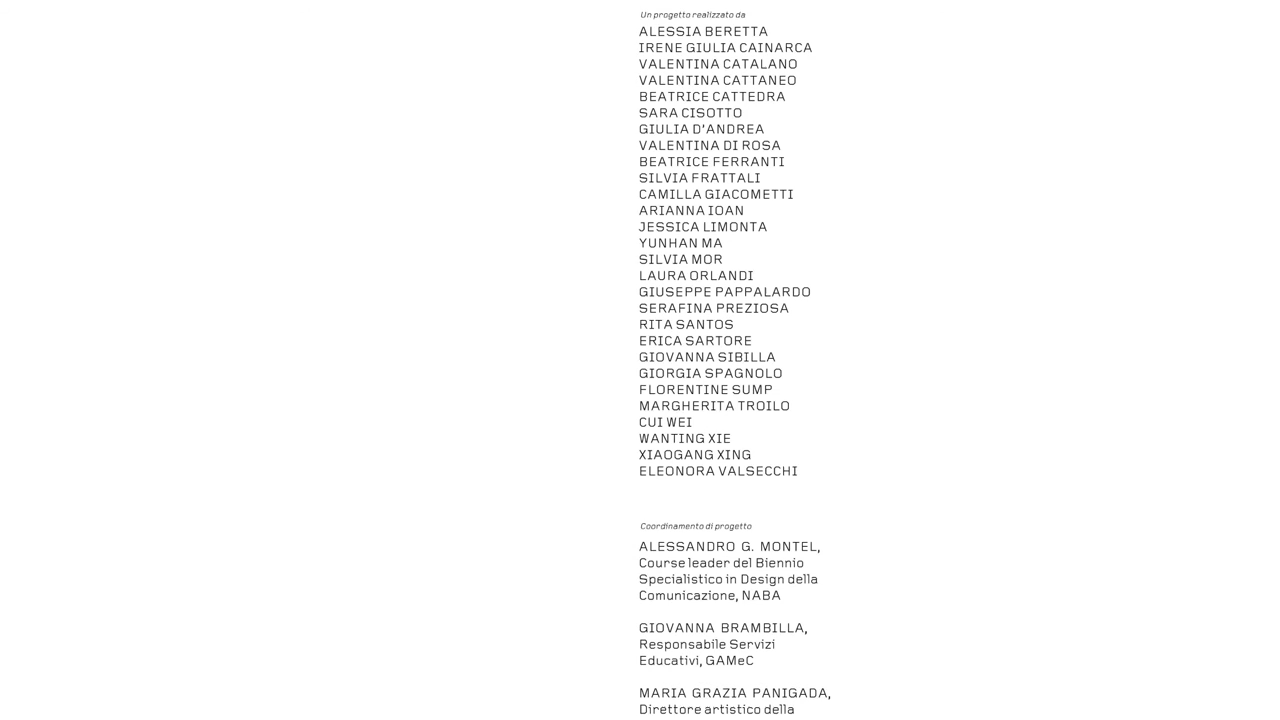 Un progetto realizzato da
ALESSIA BERETTA
IRENE GIULIA CAINARCA
VALENTINA CATALANO
VALENTINA CATTANEO
BEATRICE CATTEDRA
SARA CISOTTO
GIULIA D'ANDREA
VALENTINA DI ROSA
BEATRICE FERRANTI
SILVIA FRATTALI
CAMILLA GIACOMETTI
ARIANNA IOAN
JESSICA LIMONTA
YUNHAN MA
SILVIA MOR
LAURA ORLANDI
GIUSEPPE PAPPALARDO
SERAFINA PREZIOSA
RITA SANTOS
ERICA SARTORE
GIOVANNA SIBILLA
GIORGIA SPAGNOLO
FLORENTINE SUMP
MARGHERITA TROILO
CUI WEI
WANTING XIE
XIAOGANG XING
ELEONORA VALSECCHI
Coordinamento di progetto
ALESSANDRO G. MONTEL,
Course leader del Biennio
Specialistico in Design della
Comunicazione, NABA
GIOVANNA BRAMBILLA,
Responsabile Servizi
Educativi, GAMeC
MARIA GRAZIA PANIGADA,
Direttore artistico della